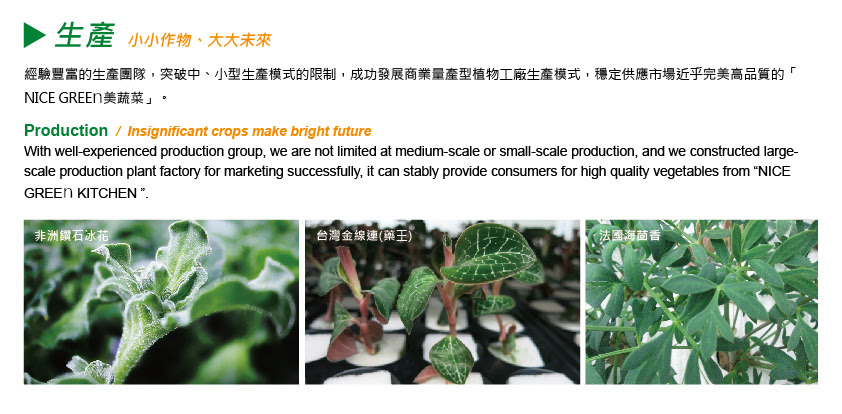 生產 小小作物、大大未來
經驗豐富的生產團隊，突破中、小型生產模式的限制，成功發展商業量產型植物工廠生產模式，穩定供應市場近乎完美高品質的「
NICE GREEn美蔬菜」。
Production / Insignificant crops make bright future
With well-experienced production group, we are not limited at medium-scale or small-scale production, and we constructed large-
scale production plant factory for marketing successfully, it can stably provide consumers for high quality vegetables from “NICE
GREEn KITCHEN ”.
非洲鑽石冰花 台灣金線連(藥王) 法國海茴香